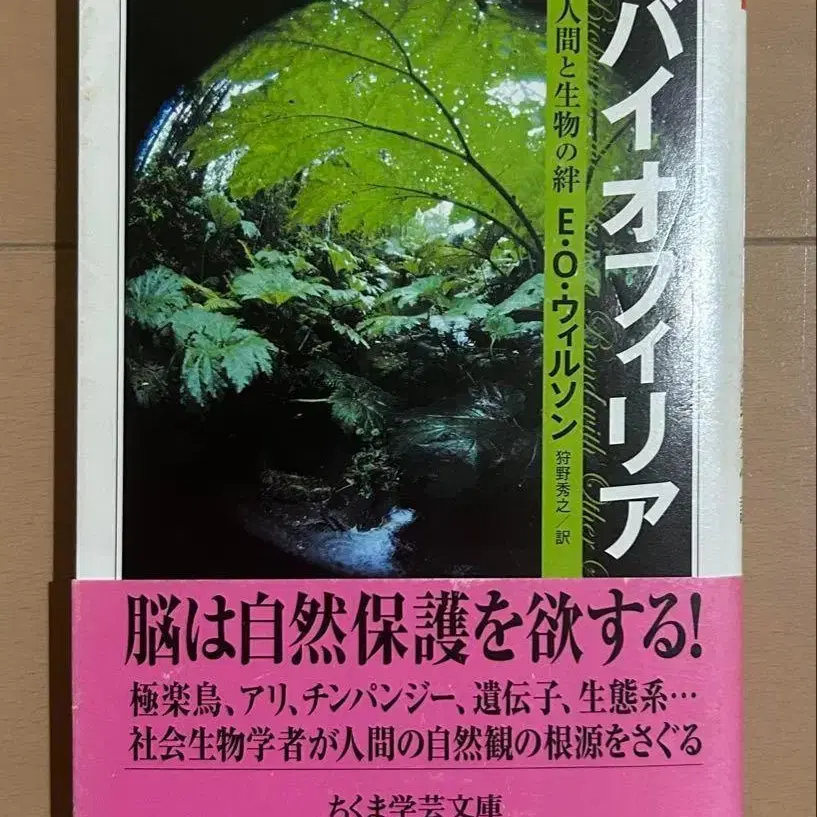 バイオフィリア
人間と生物の絆
E・O・ウィルソン
狩野秀之/訳
脳は自然保護を欲する!
極楽鳥、アリ、チンパンジー、遺伝子、生態系…
社会生物学者が人間の自然観の根源をさぐる
ちくま学芸文庫